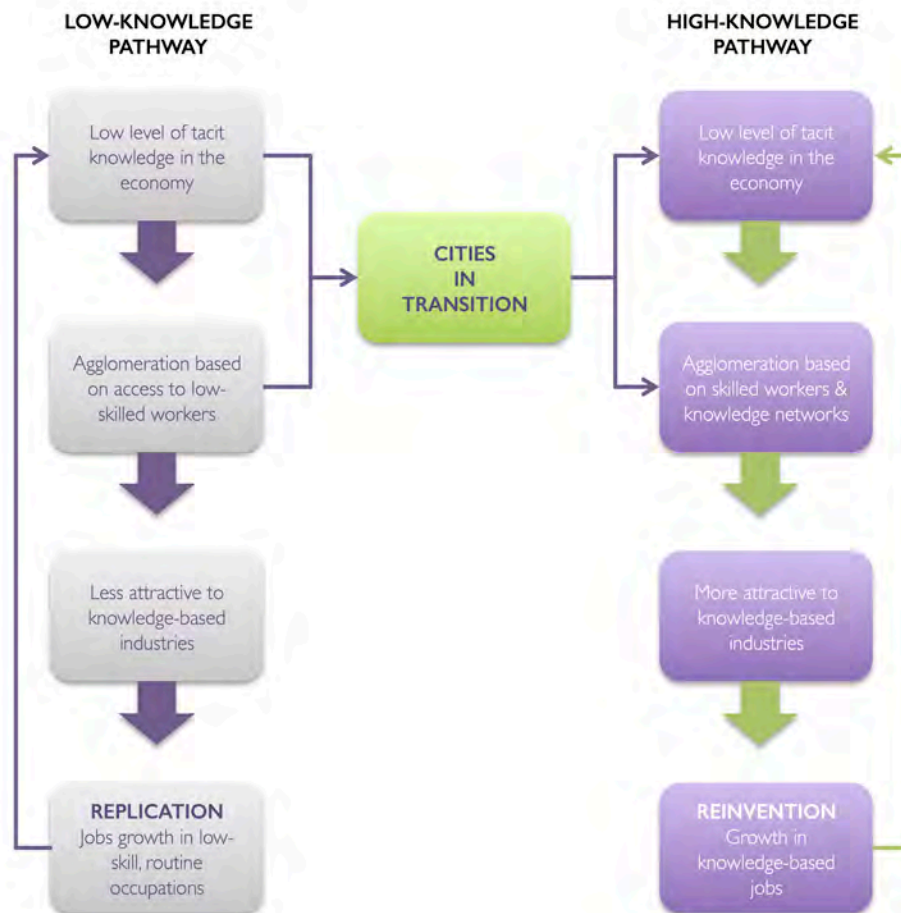 LOW-KNOWLEDGE
PATHWAY
Low level of tacit
knowledge in the
economy
Agglomeration based
on access to low-
skilled workers
Less attractive to
knowledge-based
industries
REPLICATION
Jobs growth in low-
skill, routine
occupations
CITIES
IN
TRANSITION
HIGH-KNOWLEDGE
PATHWAY
Low level of tacit
knowledge in the
economy
Agglomeration based
on skilled workers &
knowledge networks
More attractive to
knowledge-based
industries
REINVENTION
Growth in
knowledge-based
jobs